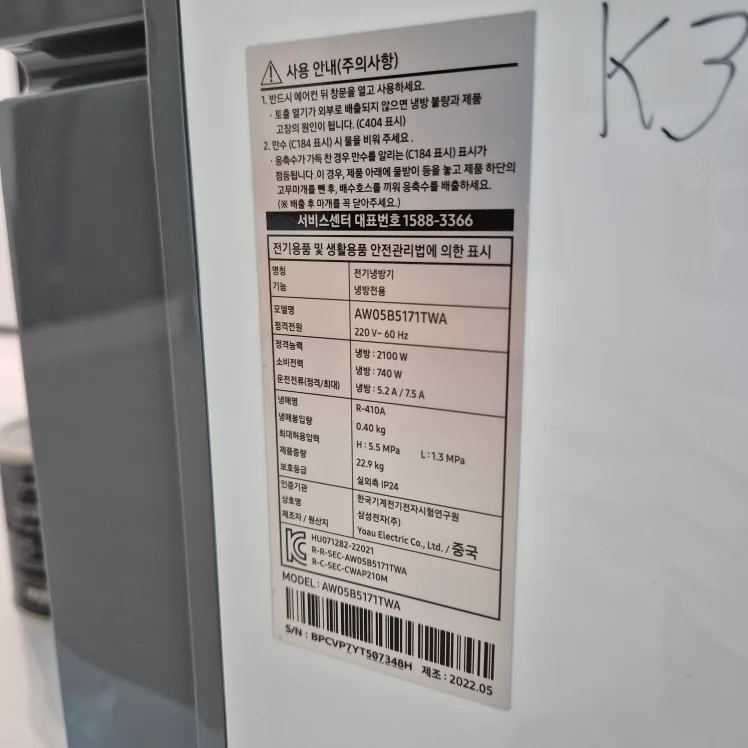 K3
사용 안내(주의사항)
1. 반드시 에어컨 뒤 창문을 열고 사용하세요.
· 토출 열기가 외부로 배출되지 않으면 냉방 불량과 제품
고장의 원인이 됩니다. (C404 표시)
2. 만수 (C184 표시) 시 물을 비워 주세요.
· 응축수가 가득 찬 경우 만수를 알리는 (C184 표시) 표시가
점등됩니다. 이 경우, 제품 아래에 물받이 등을 놓고 제품 하단의
고무마개를 뺀 후, 배수호스를 끼워 응축수를 배출하세요.
(※ 배출 후 마개를 꼭 닫아주세요.)
서비스센터 대표번호 1588-3366
전기용품 및 생활용품 안전관리법에 의한 표시
명칭 전기냉방기
기능 냉방전용
모델명 AW05B5171TWA
정격전원 220 V~ 60 Hz
정격능력 냉방 : 2100 W
소비전력 냉방 : 740 W
운전전류(정격/최대) 냉방 : 5.2 A / 7.5 A
냉매명 R-410A
냉매봉입량 0.40 kg
최대허용압력 H : 5.5 MPa L : 1.3 MPa
제품중량 22.9 kg
보호등급 실외측 IP24
인증기관 한국기계전기전자시험연구원
상호명 삼성전자(주)
제조자 / 원산지 Yoau Electric Co., Ltd. / 중국
HU071282-22021
R-R-SEC-AW05B5171TWA
R-C-SEC-CWAP210M
MODEL : AW05B5171TWA
S/N : BPCVP7YT507348H 제조 : 2022.05